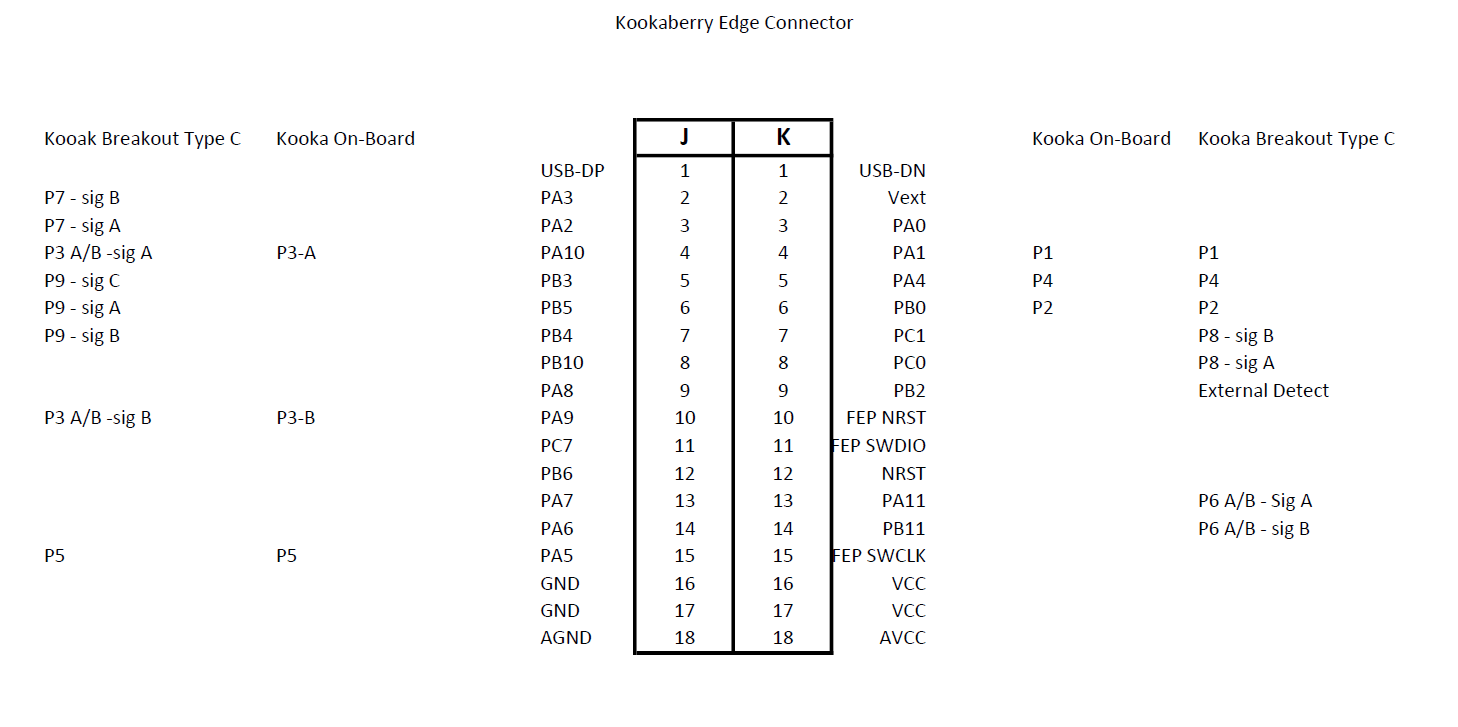 Kookaberry Edge Connector
Kooak Breakout Type C Kooka On-Board J K Kooka On-Board Kooka Breakout Type C
USB-DP 1 1 USB-DN
P7 - sig B PA3 2 2 Vext
P7 - sig A PA2 3 3 PA0
P3 A/B -sig A P3-A PA10 4 4 PA1 P1 P1
P9 - sig C PB3 5 5 PA4 P4 P4
P9 - sig A PB5 6 6 PB0 P2 P2
P9 - sig B PB4 7 7 PC1 P8 - sig B
PB10 8 8 PC0 P8 - sig A
PA8 9 9 PB2 External Detect
P3 A/B -sig B P3-B PA9 10 10 FEP NRST
PC7 11 11 FEP SWDIO
PB6 12 12 NRST
PA7 13 13 PA11 P6 A/B - Sig A
PA6 14 14 PB11 P6 A/B - sig B
P5 P5 PA5 15 15 FEP SWCLK
GND 16 16 VCC
GND 17 17 VCC
AGND 18 18 AVCC